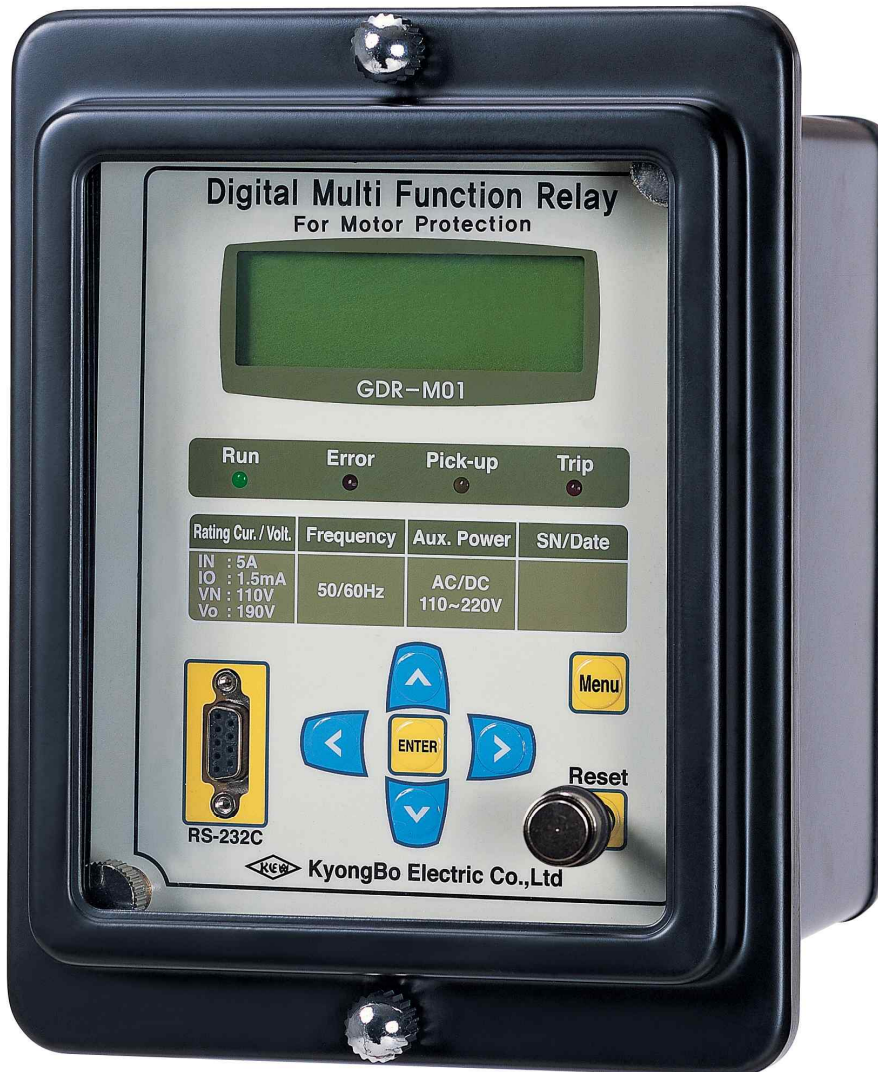 Digital Multi Function Relay
For Motor Protection
GDR-M01
Run Error Pick-up Trip
Rating Cur. / Volt. Frequency Aux. Power SN/Date
IN : 5A
IO : 1.5mA
VN : 110V
Vo : 190V
50/60Hz
AC/DC
110~220V
Menu
ENTER
Reset
RS-232C
KyongBo Electric Co.,Ltd